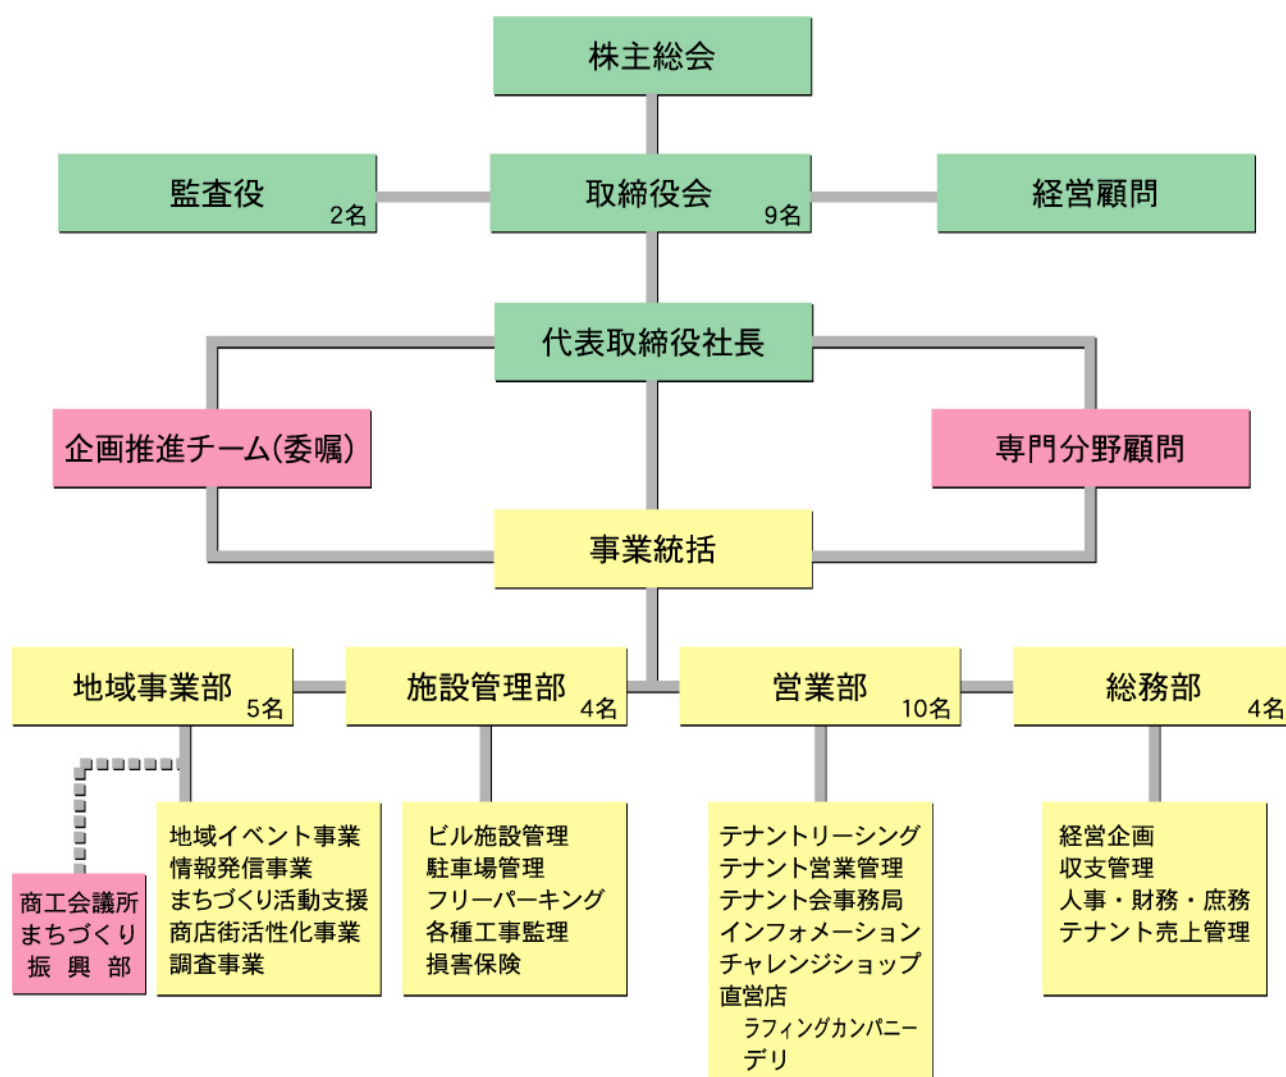 株主総会
監査役
2名
取締役会
9名
経営顧問
代表取締役社長
企画推進チーム(委嘱)
専門分野顧問
事業統括
地域事業部
5名
施設管理部
4名
営業部
10名
総務部
4名
商工会議所
まちづくり
振興部
地域イベント事業
情報発信事業
まちづくり活動支援
商店街活性化事業
調査事業
ビル施設管理
駐車場管理
フリーパーキング
各種工事監理
損害保険
テナントリーシング
テナント営業管理
テナント会事務局
インフォメーション
チャレンジショップ
直営店
ラフィングカンパニー
デリ
経営企画
収支管理
人事・財務・庶務
テナント売上管理